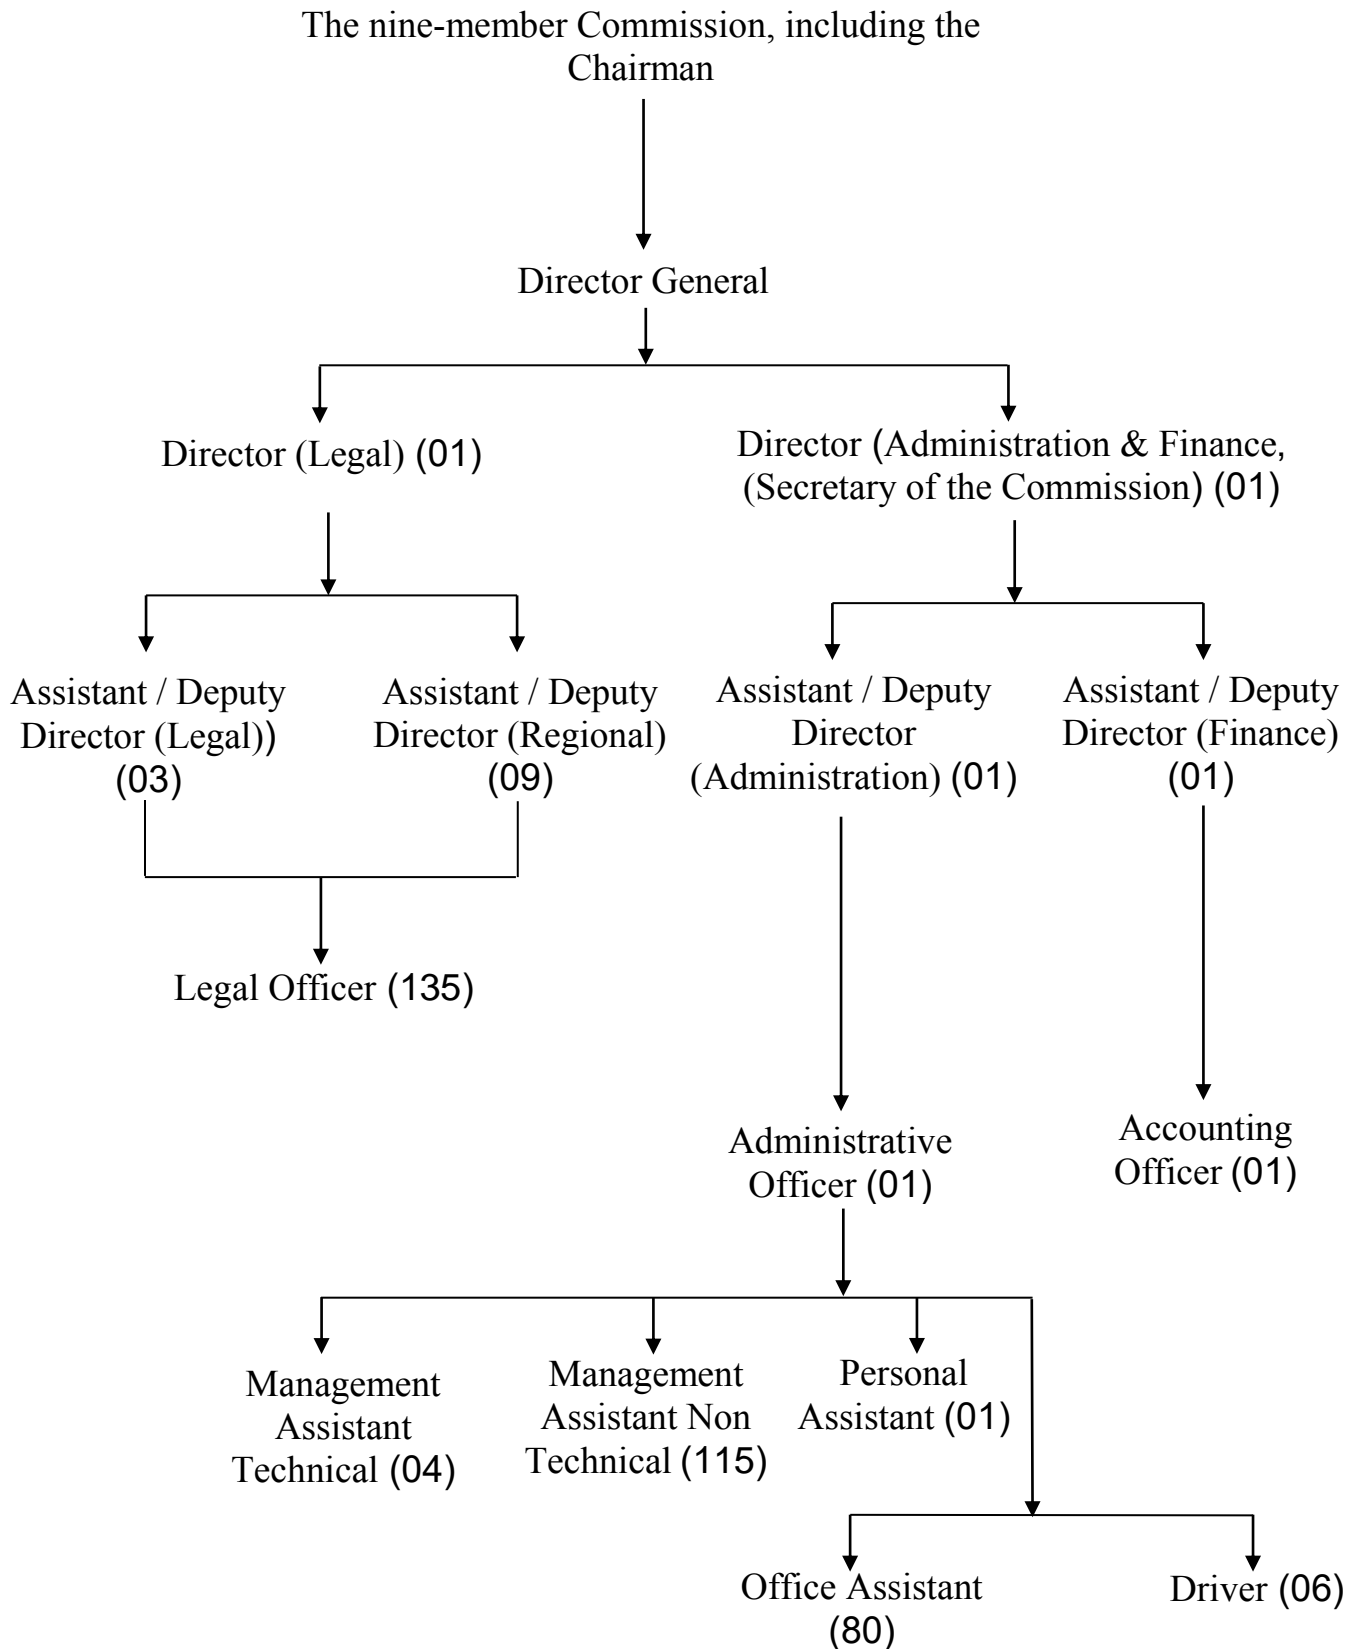 The nine-member Commission, including the
Chairman
Director General
Director (Legal) (01)
Director (Administration & Finance,
(Secretary of the Commission) (01)
Assistant / Deputy
Director (Legal))
(03)
Assistant / Deputy
Director (Regional)
(09)
Assistant / Deputy
Director
(Administration) (01)
Assistant / Deputy
Director (Finance)
(01)
Legal Officer (135)
Administrative
Officer (01)
Accounting
Officer (01)
Management
Assistant
Technical (04)
Management
Assistant Non
Technical (115)
Personal
Assistant (01)
Office Assistant
(80)
Driver (06)